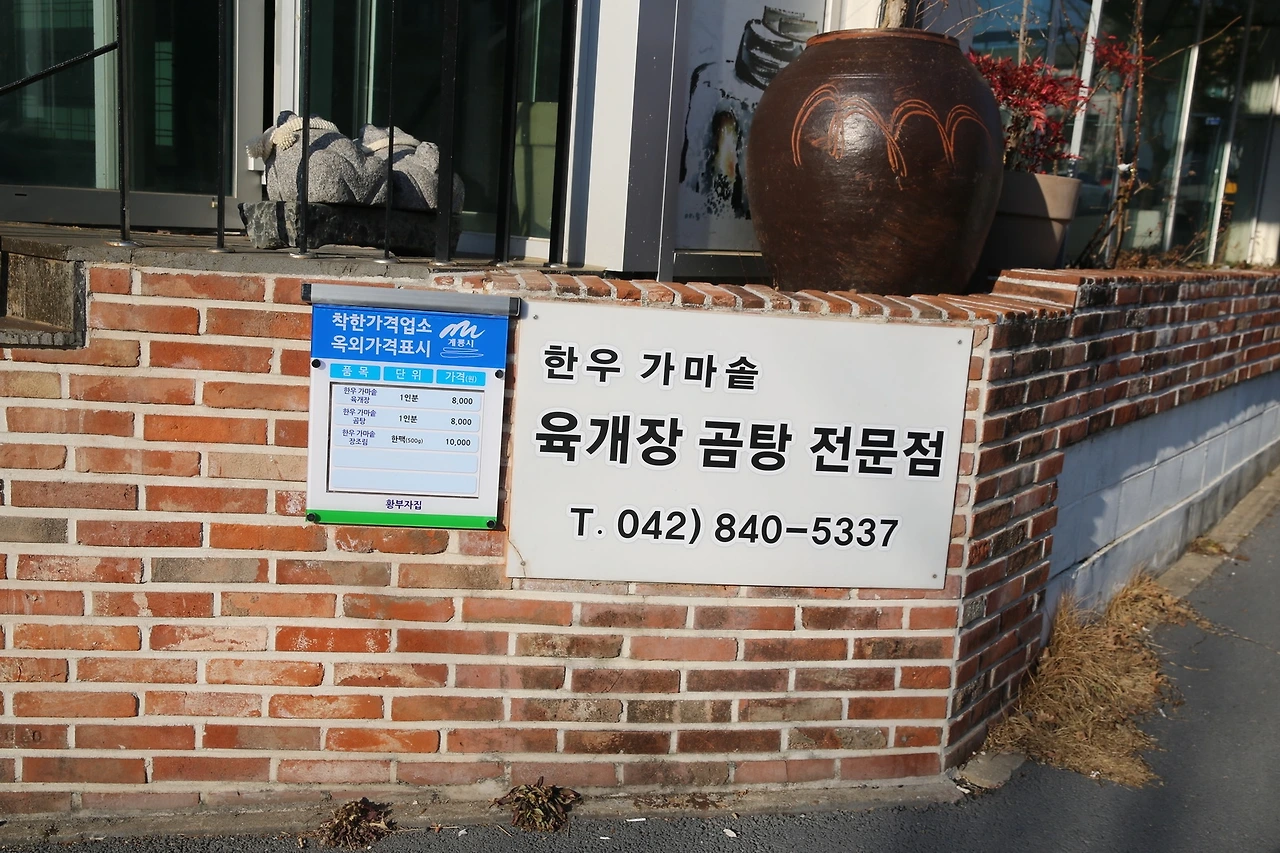 착한가격업소
옥외가격표시
계룡시
품 목 단 위 가격(원)
한우 가마솥
육개장 1인분 8,000
한우 가마솥
곰탕 1인분 8,000
한우 가마솥
장조림 한팩(500g) 10,000
황부자집
한우 가마솥
육개장 곰탕 전문점
T. 042) 840-5337